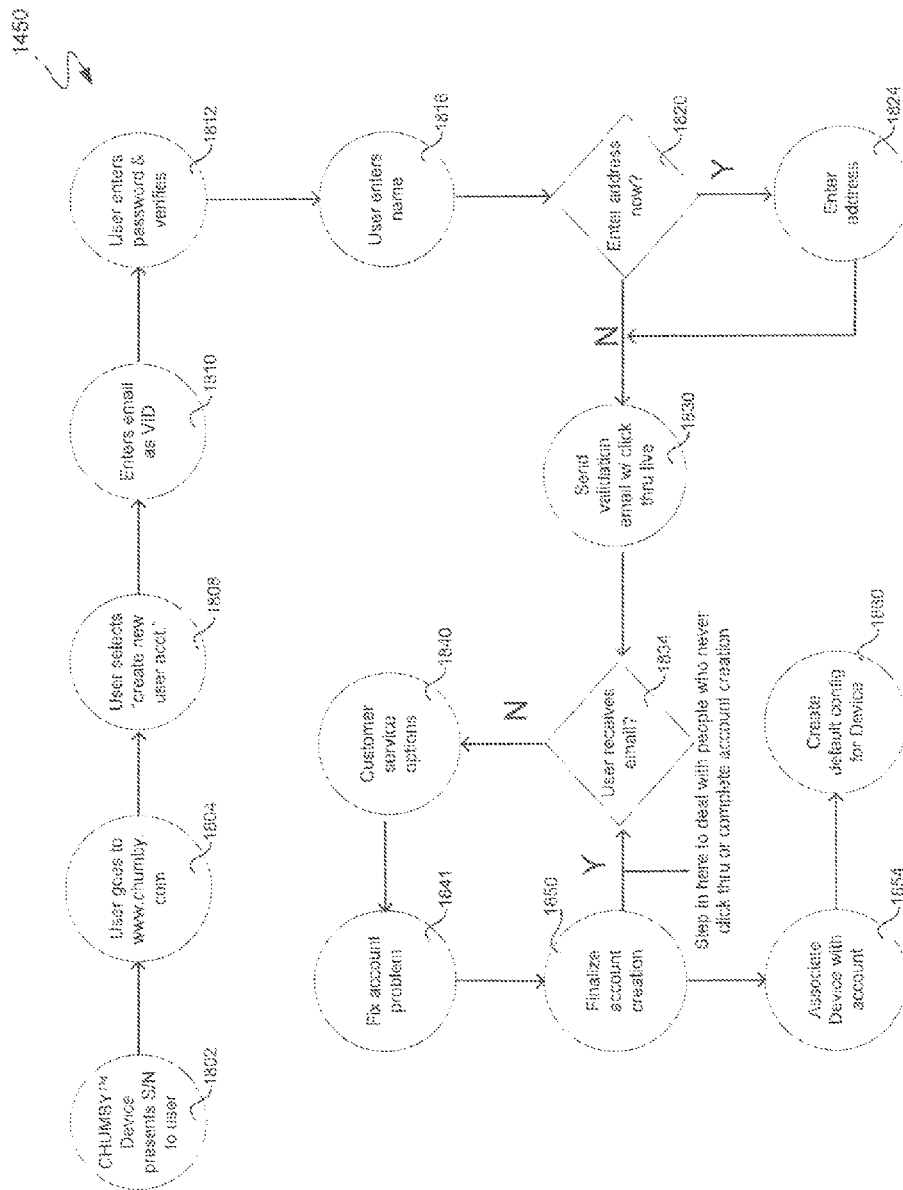 1450
CHUMBY™
Device
presents S/N
to user
1802
User goes to
www.chumby.
com
1804
User selects
"create new
user acct."
1808
Enters email
as ViD
1810
User enters
password &
verifies
1812
User enters
name
1816
Enter address
now?
1820
Y
Enter
address
1824
N
Send
validation
email w/ click
thru live
1830
User receives
email?
1834
N
Customer
service
options
1840
Fix account
problem
1841
Y
Finalize
account
creation
1850
Step in here to deal with people who never
click thru or complete account creation
Associate
Device with
account
1854
Create
default config
for Device
1860